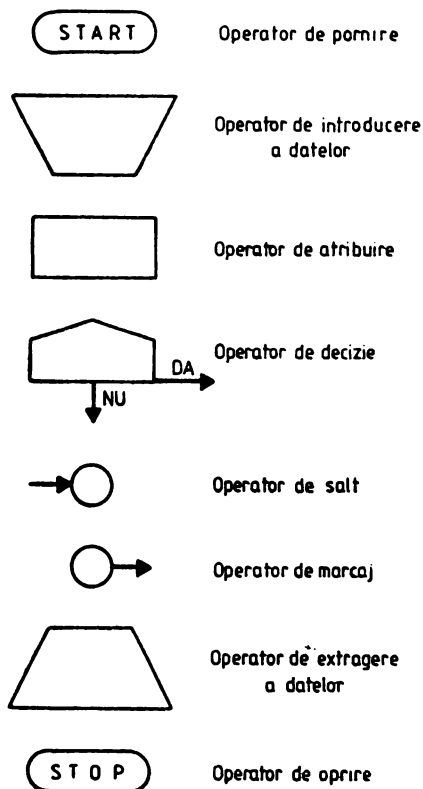 START
Operator de pornire
Operator de introducere
a datelor
Operator de atribuire
Operator de decizie
DA
NU
Operator de salt
Operator de marcaj
Operator de extragere
a datelor
STOP
Operator de oprire